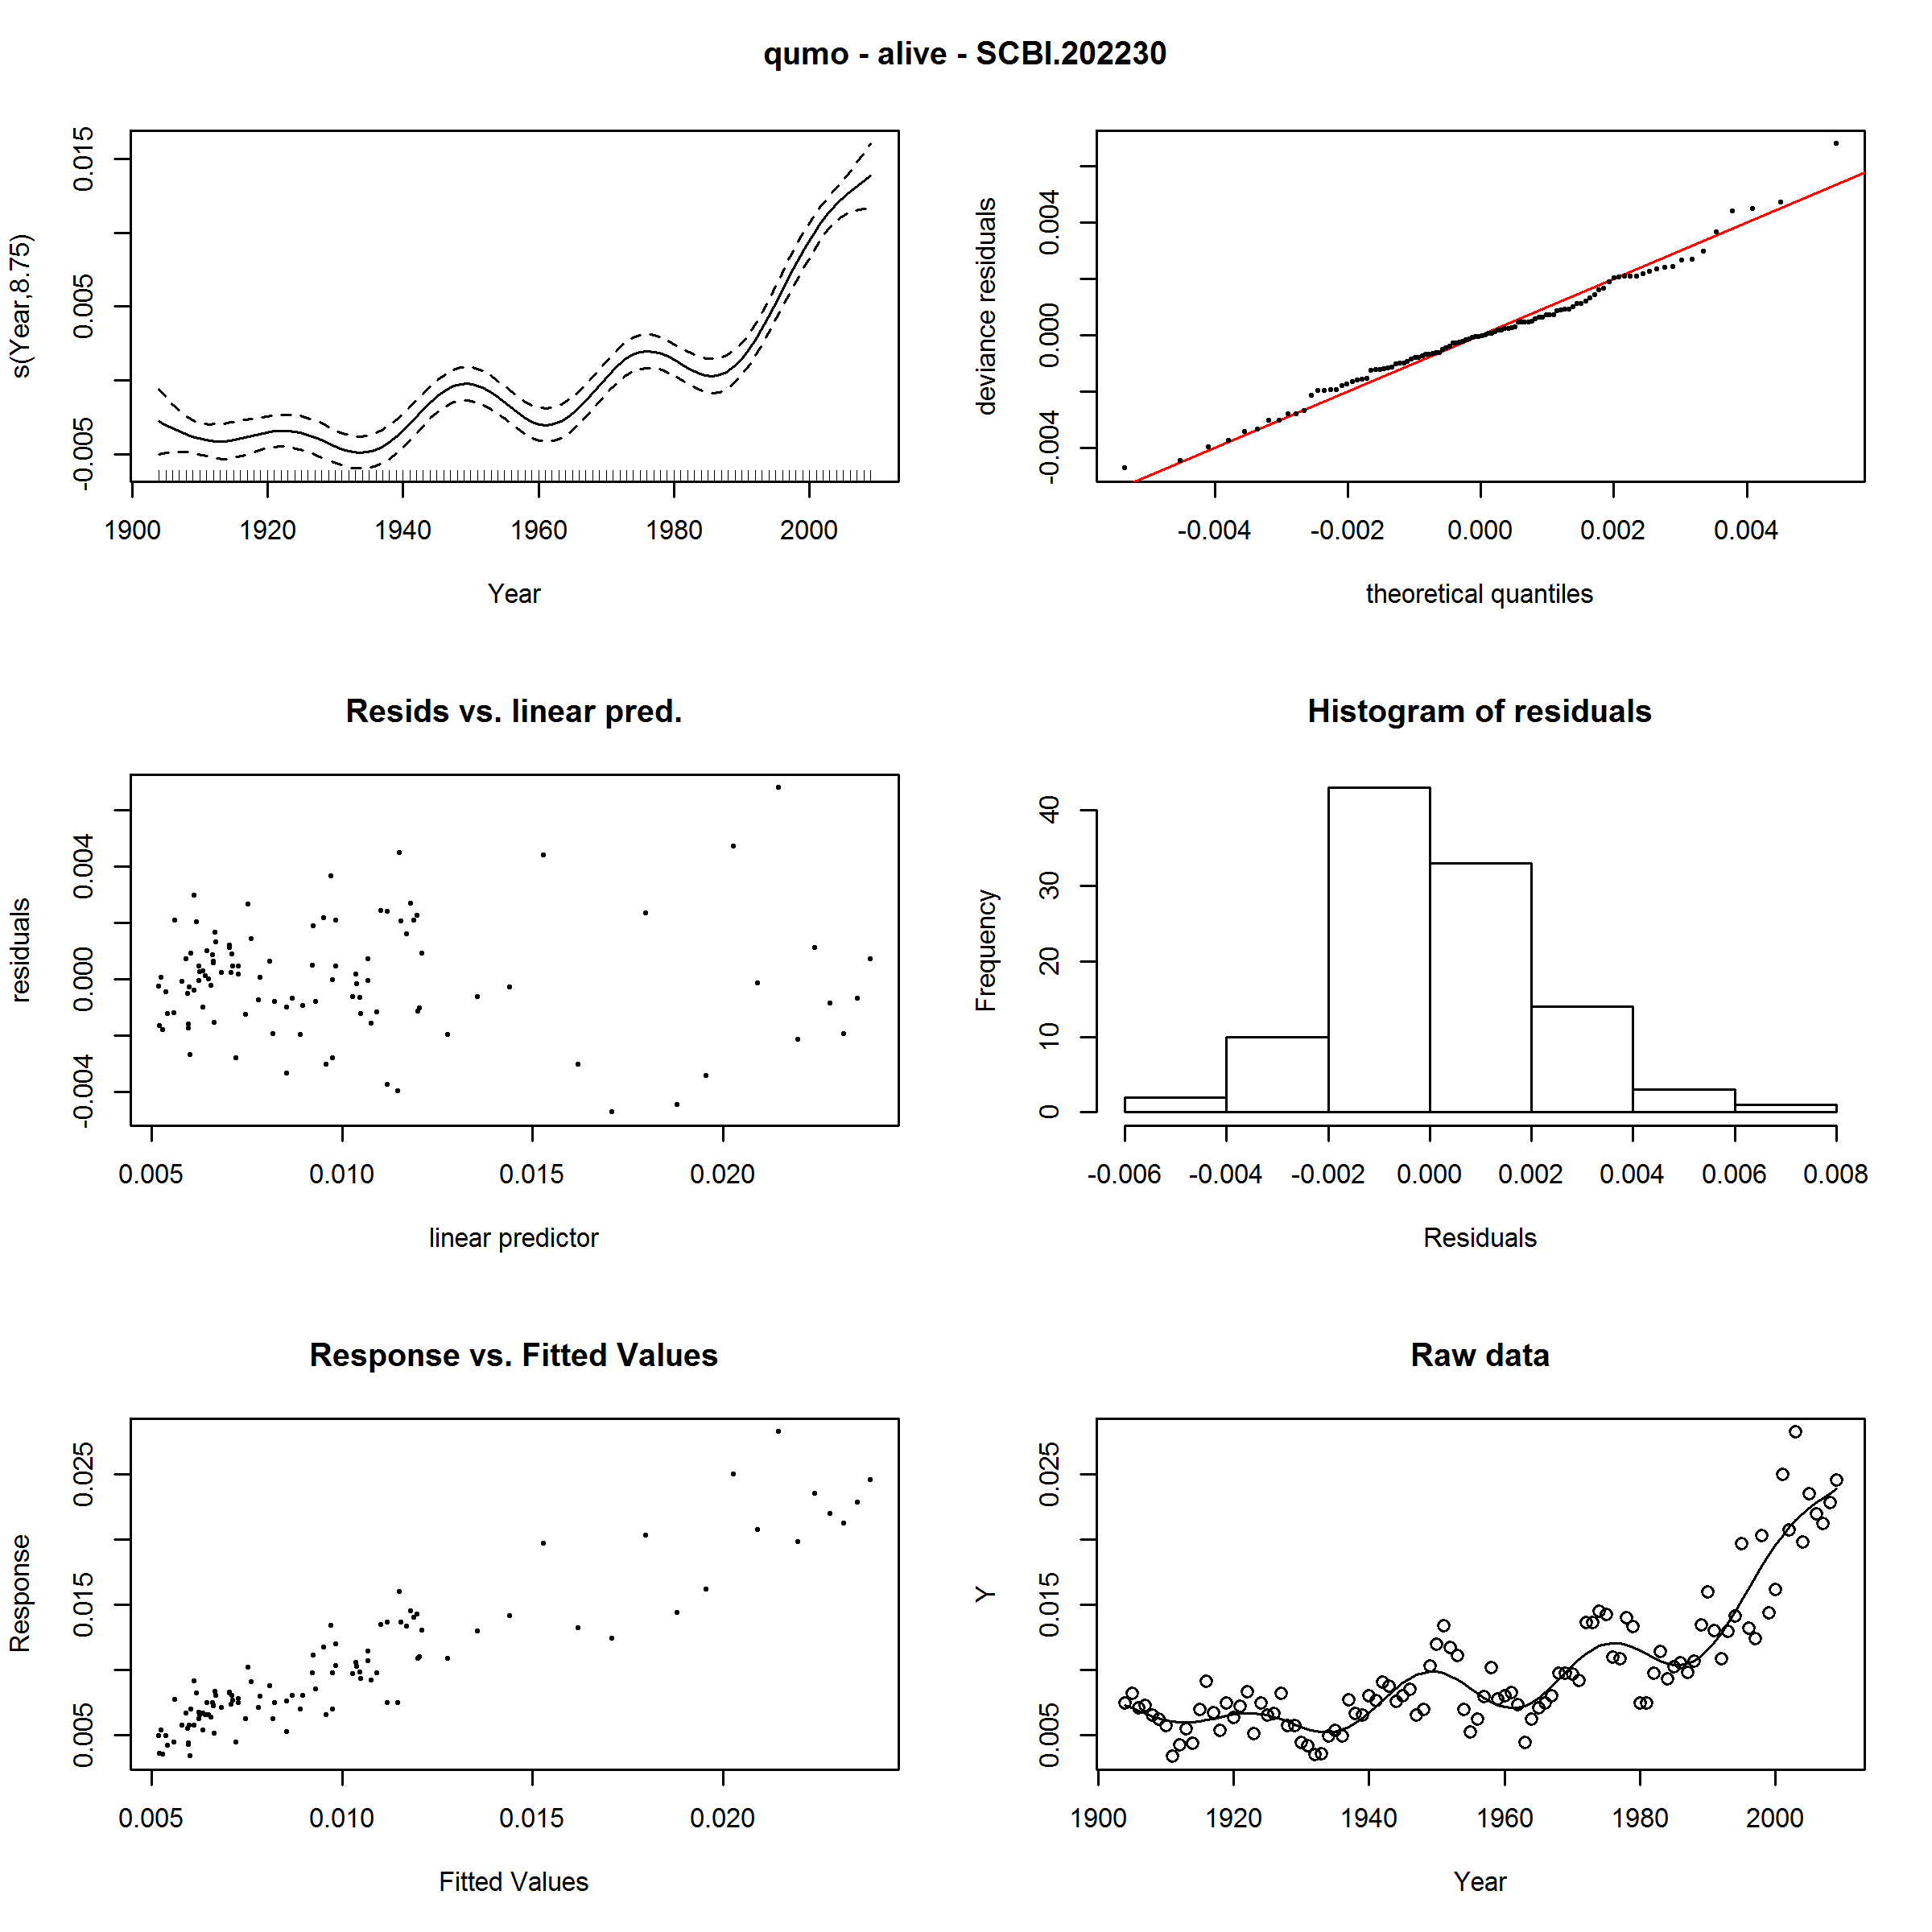 qumo - alive - SCBI.202230
s(Year,8.75)
-0.005 0.005 0.015
1900 1920 1940 1960 1980 2000
Year
deviance residuals
-0.004 0.000 0.004
-0.004 -0.002 0.000 0.002 0.004
theoretical quantiles
Resids vs. linear pred.
residuals
-0.004 0.000 0.004
0.005 0.010 0.015 0.020
linear predictor
Histogram of residuals
Frequency
0 10 20 30 40
-0.006 -0.004 -0.002 0.000 0.002 0.004 0.006 0.008
Residuals
Response vs. Fitted Values
Response
0.005 0.015 0.025
0.005 0.010 0.015 0.020
Fitted Values
Raw data
Y
0.005 0.015 0.025
1900 1920 1940 1960 1980 2000
Year